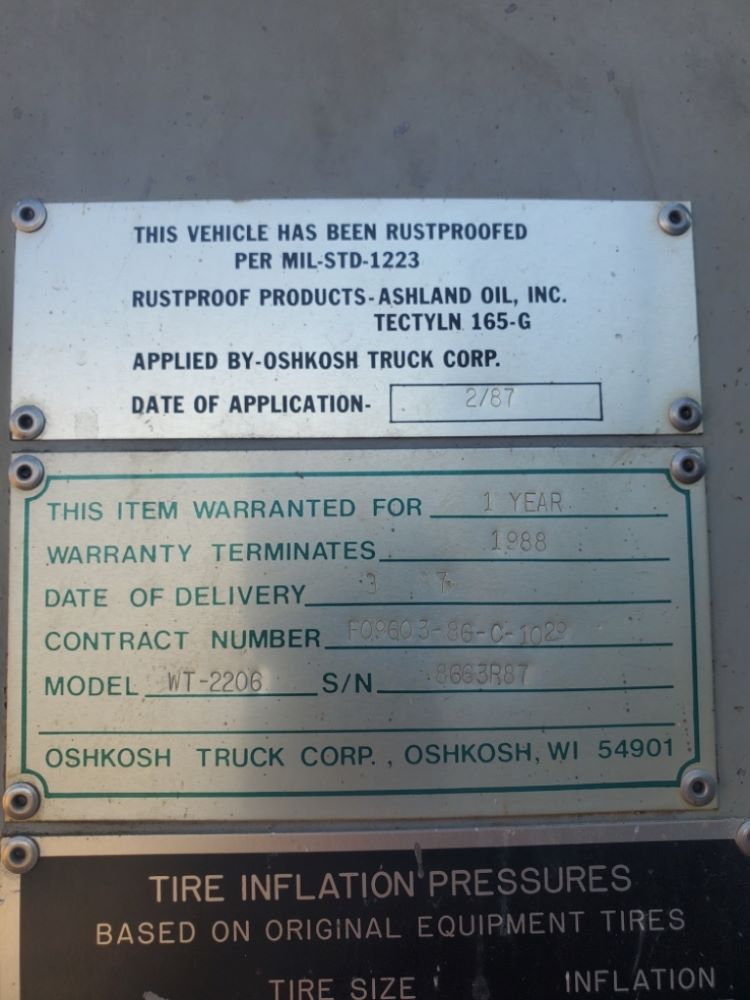 THIS VEHICLE HAS BEEN RUSTPROOFED
PER MIL-STD-1223
RUSTPROOF PRODUCTS-ASHLAND OIL, INC.
TECTYLN 165-G
APPLIED BY-OSHKOSH TRUCK CORP.
DATE OF APPLICATION- 2/87
THIS ITEM WARRANTED FOR 1 YEAR
WARRANTY TERMINATES 1988
DATE OF DELIVERY
CONTRACT NUMBER F09603-86-C-1029
MODEL WT-2206 S/N
OSHKOSH TRUCK CORP., OSHKOSH, WI 54901
TIRE INFLATION PRESSURES
BASED ON ORIGINAL EQUIPMENT TIRES
TIRE SIZE INFLATION